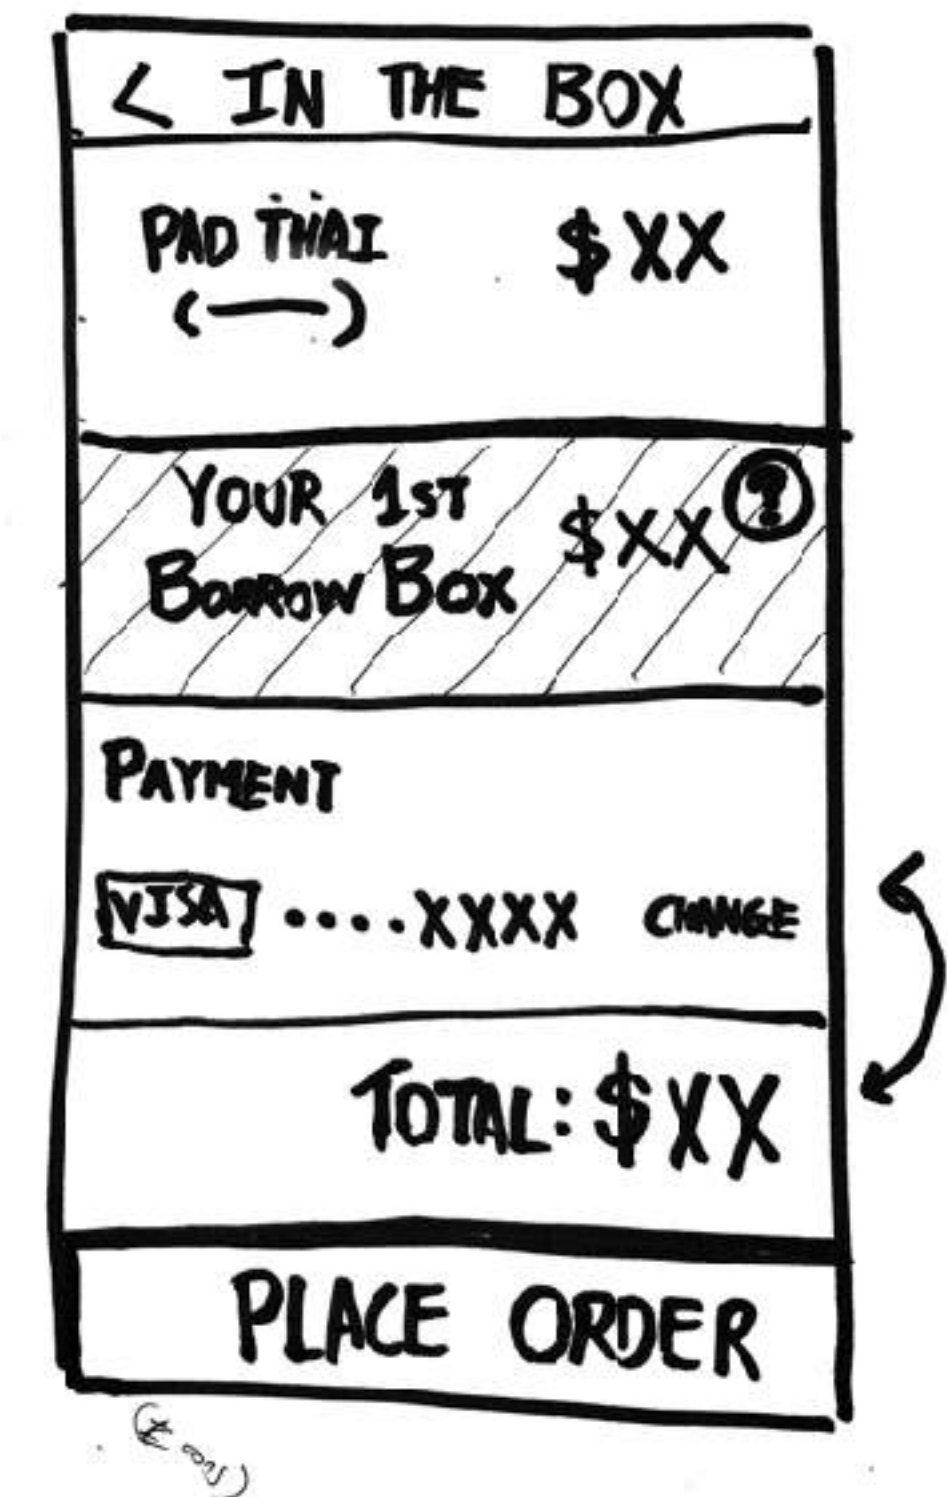 < IN THE BOX
PAD THAI $XX
(—)
YOUR 1ST
BORROW BOX $XX ?
PAYMENT
VISA ....XXXX CHANGE
TOTAL: $XX
PLACE ORDER